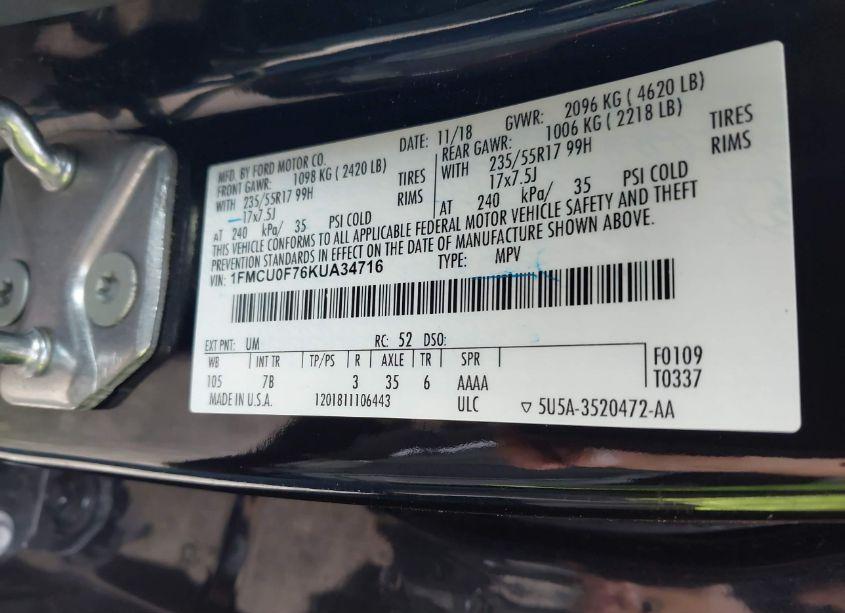 MFD. BY FORD MOTOR CO.
DATE: 11/18 GVWR: 2096 KG ( 4620 LB)
FRONT GAWR: 1098 KG ( 2420 LB) REAR GAWR: 1006 KG ( 2218 LB)
WITH 235/55R17 99H TIRES WITH 235/55R17 99H TIRES
17x7.5J RIMS 17x7.5J RIMS
AT 240 kPa/ 35 PSI COLD AT 240 kPa/ 35 PSI COLD
THIS VEHICLE CONFORMS TO ALL APPLICABLE FEDERAL MOTOR VEHICLE SAFETY AND THEFT
PREVENTION STANDARDS IN EFFECT ON THE DATE OF MANUFACTURE SHOWN ABOVE.
VIN: 1FMCU0F76KUA34716 TYPE: MPV
EXT PNT: UM RC: 52 DSO:
WB INT TR TP/PS R AXLE TR SPR F0109
105 7B 3 35 6 AAAA T0337
MADE IN U.S.A. 1201811106443 ULC ▽ 5U5A-3520472-AA